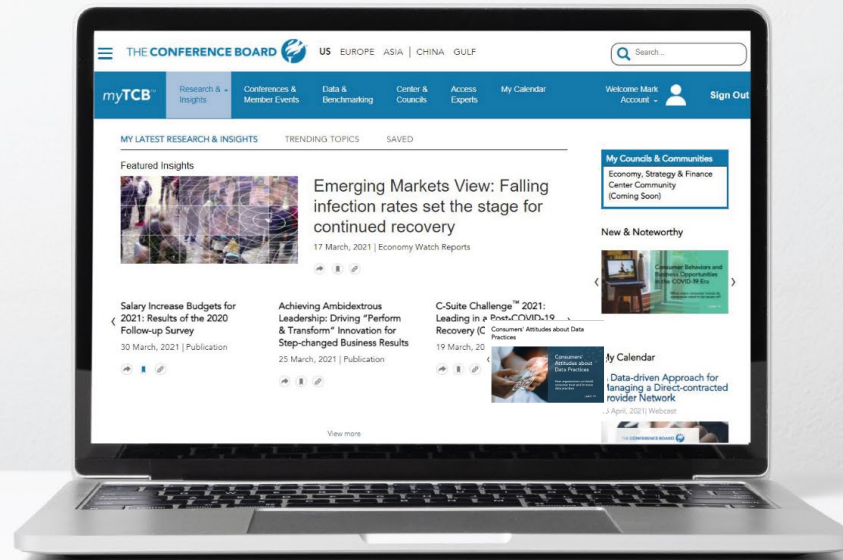 THE CONFERENCE BOARD
US EUROPE ASIA | CHINA GULF
Search...
myTCB™
Research & Insights
Conferences & Member Events
Data & Benchmarking
Center & Councils
Access Experts
My Calendar
Welcome Mark
Account
Sign Out
MY LATEST RESEARCH & INSIGHTS
TRENDING TOPICS
SAVED
Featured Insights
Emerging Markets View: Falling
infection rates set the stage for
continued recovery
17 March, 2021 | Economy Watch Reports
Salary Increase Budgets for
2021: Results of the 2020
Follow-up Survey
30 March, 2021 | Publication
Achieving Ambidextrous
Leadership: Driving "Perform
& Transform" Innovation for
Step-changed Business Results
25 March, 2021 | Publication
C-Suite Challenge™ 2021:
Leading in a Post-COVID-19
Recovery (C
19 March, 20
Consumers' Attitudes about Data
Practices
Consumers'
Attitudes about
Data Practices
View more
My Councils & Communities
Economy, Strategy & Finance
Center Community
(Coming Soon)
New & Noteworthy
Consumer Behaviors and
Business Opportunities
in the COVID-19 Era
My Calendar
Data-driven Approach for
Managing a Direct-contracted
Provider Network
April, 2021| Webcast
THE CONFERENCE BOARD